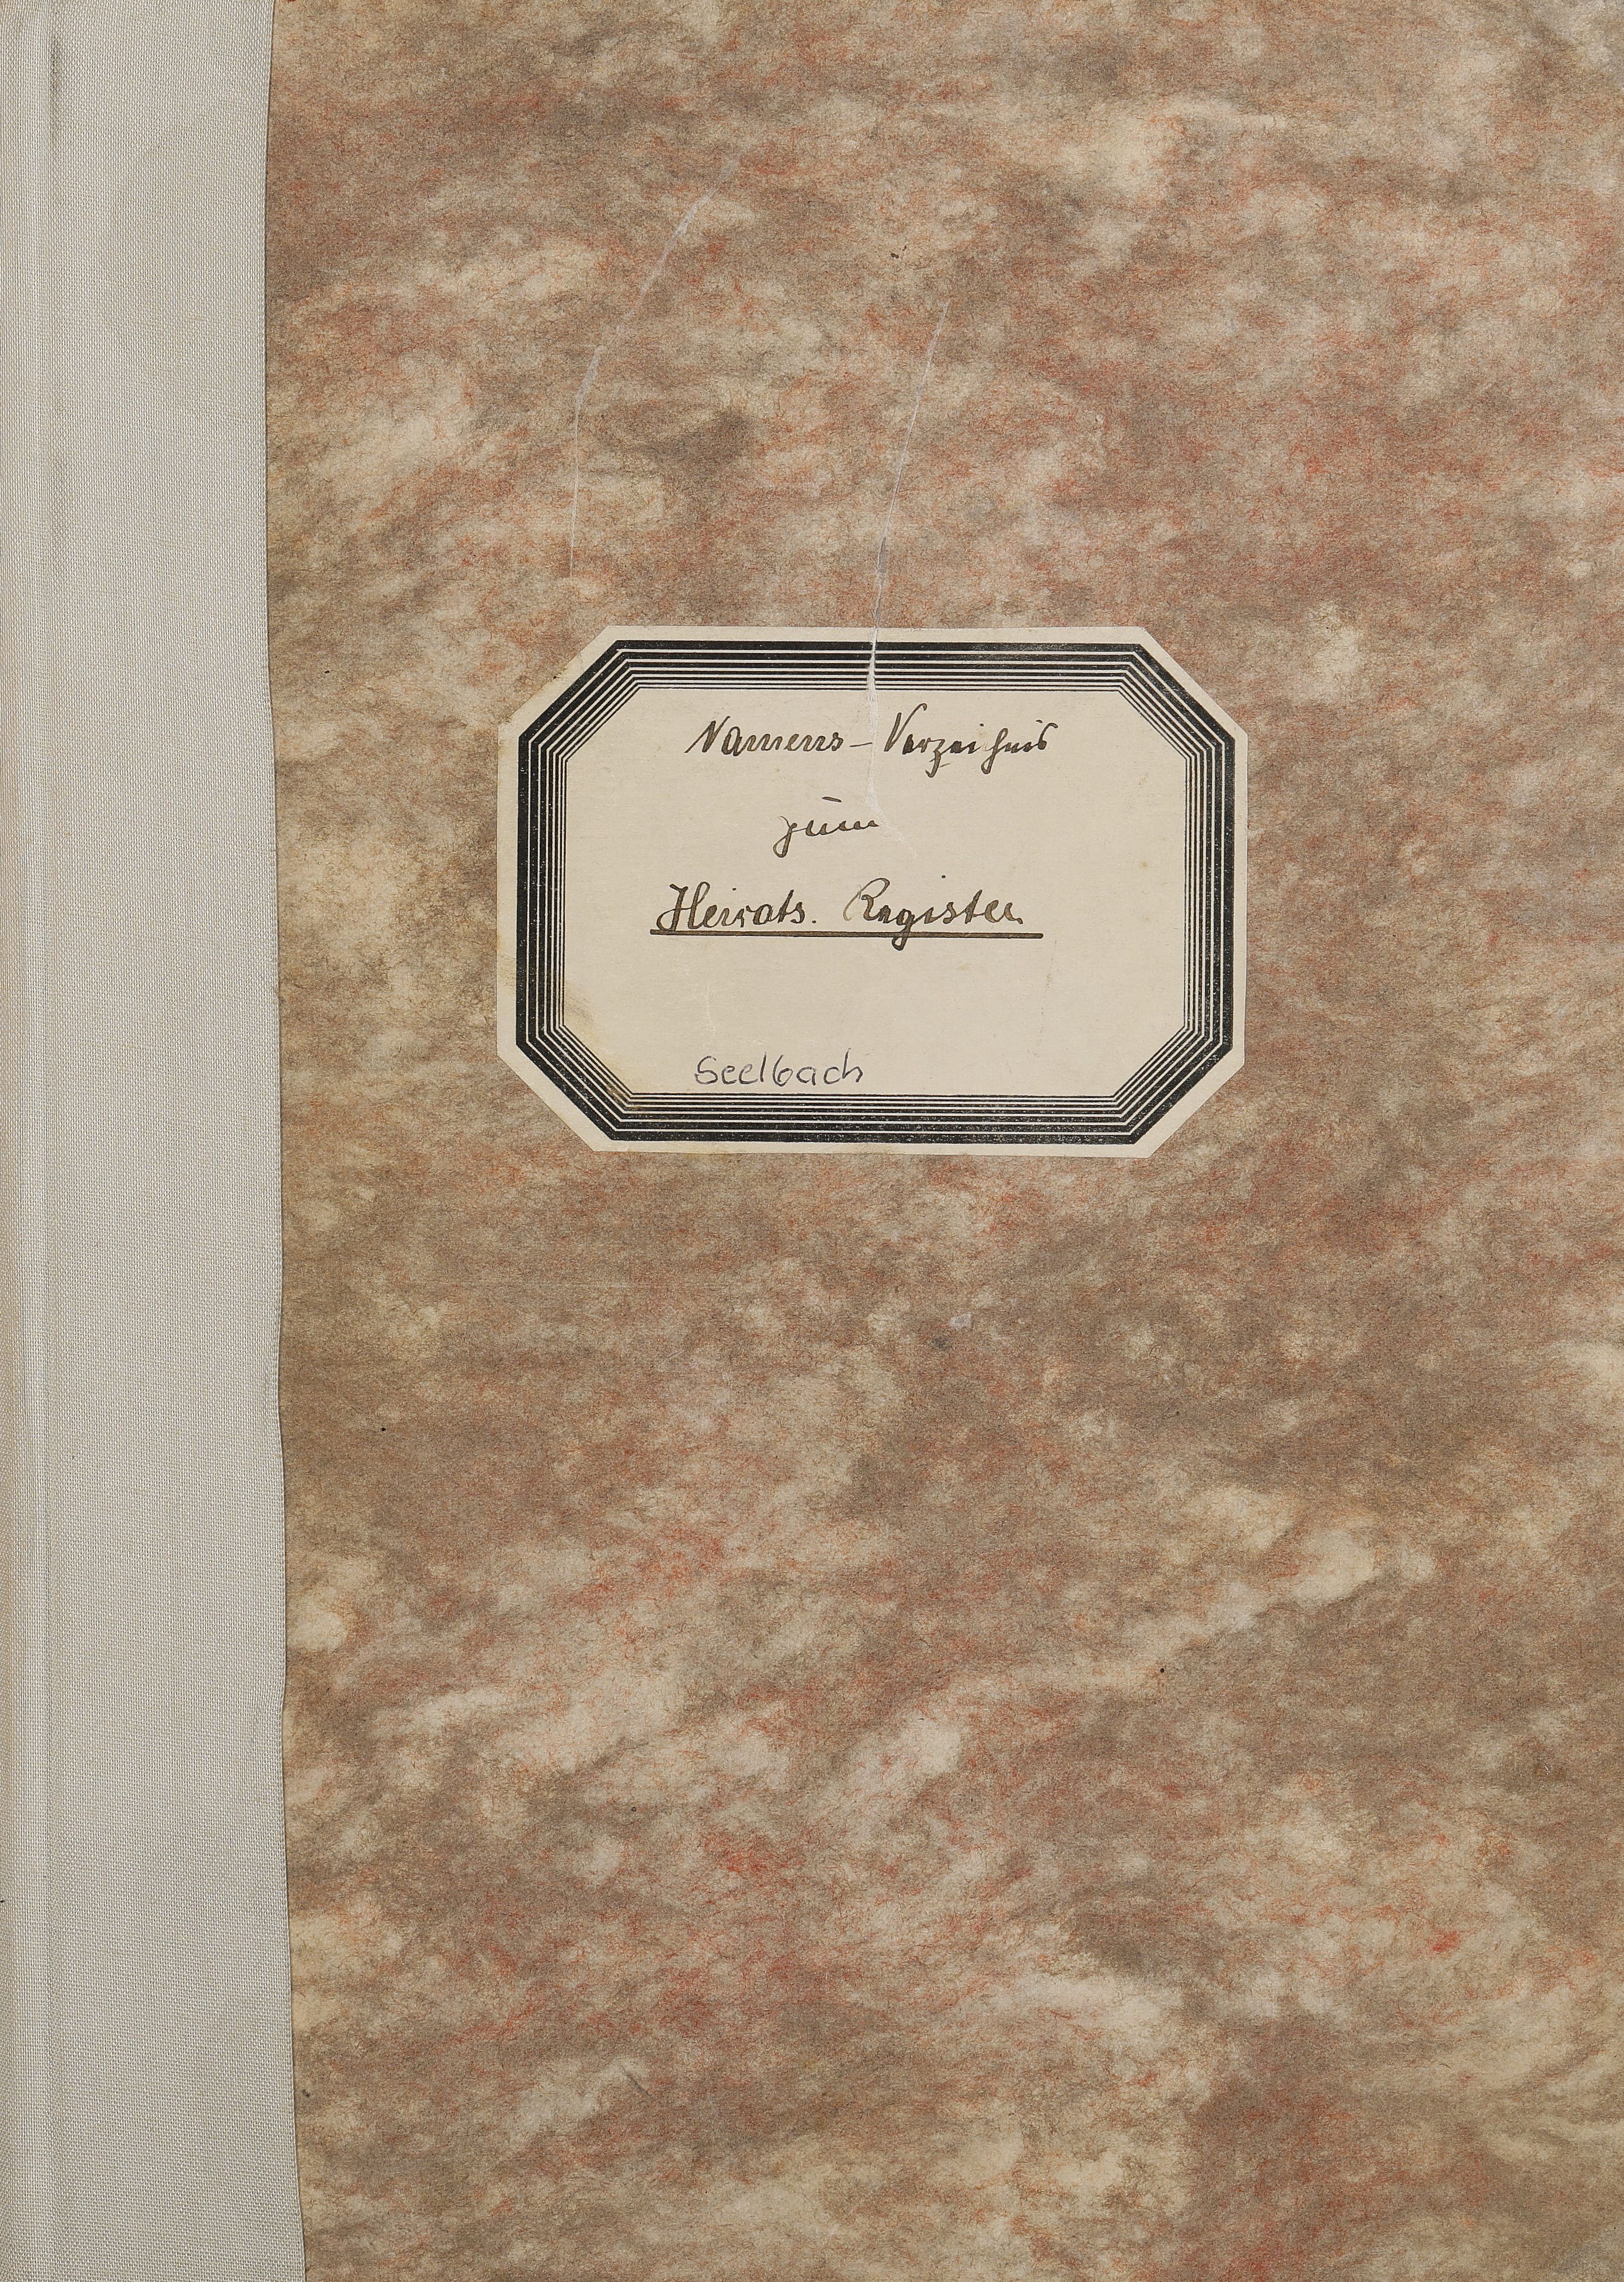 Namens-Verzeichnis
zum
Heirats. Register.
Seelbach